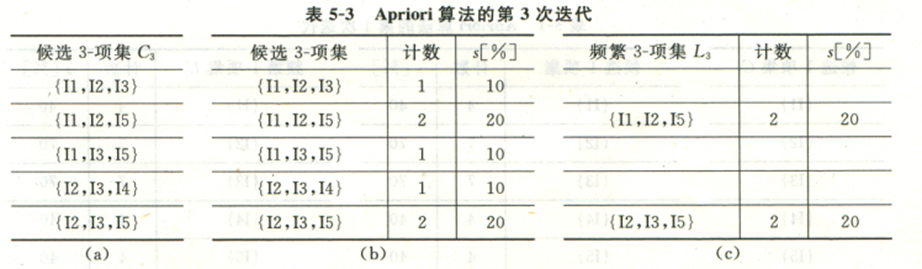 表 5-3 Apriori 算法的第 3 次迭代
候选 3-项集 C₃ 候选 3-项集 计数 s[%] 频繁 3-项集 L₃ 计数 s[%]
{I1,I2,I3} {I1,I2,I3} 1 10
{I1,I2,I5} {I1,I2,I5} 2 20 {I1,I2,I5} 2 20
{I1,I3,I5} {I1,I3,I5} 1 10
{I2,I3,I4} {I2,I3,I4} 1 10
{I2,I3,I5} {I2,I3,I5} 2 20 {I2,I3,I5} 2 20
(a) (b) (c)